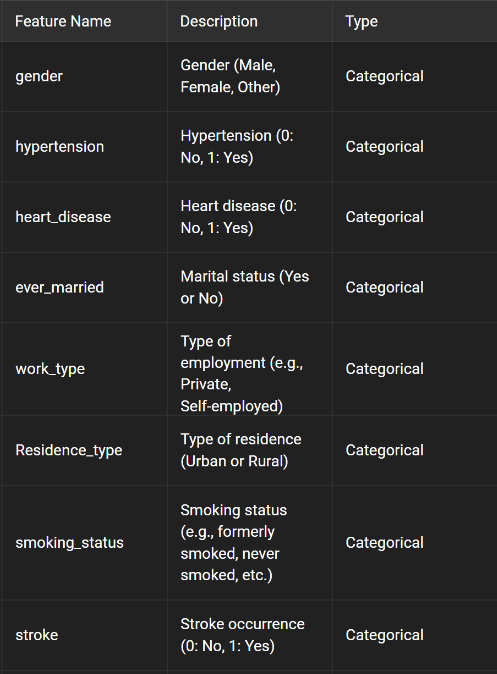 Feature Name
Description
Type
gender
Gender (Male,
Female, Other)
Categorical
hypertension
Hypertension (0:
No, 1: Yes)
Categorical
heart_disease
Heart disease (0:
No, 1: Yes)
Categorical
ever_married
Marital status (Yes
or No)
Categorical
work_type
Type of
employment (e.g.,
Private,
Self-employed)
Categorical
Residence_type
Type of residence
(Urban or Rural)
Categorical
smoking_status
Smoking status
(e.g., formerly
smoked, never
smoked, etc.)
Categorical
stroke
Stroke occurrence
(0: No, 1: Yes)
Categorical